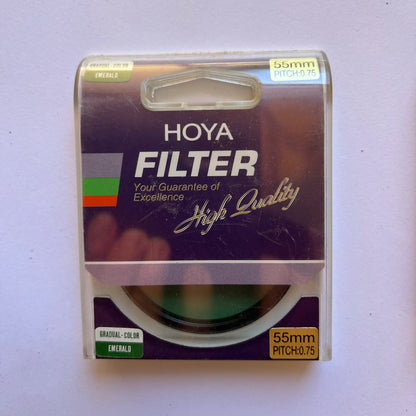 GRADUAL-COLOR
EMERALD
55mm
PITCH:0.75
HOYA
FILTER
Your Guarantee of
Excellence
High Quality
GRADUAL-COLOR
EMERALD
55mm
PITCH:0.75